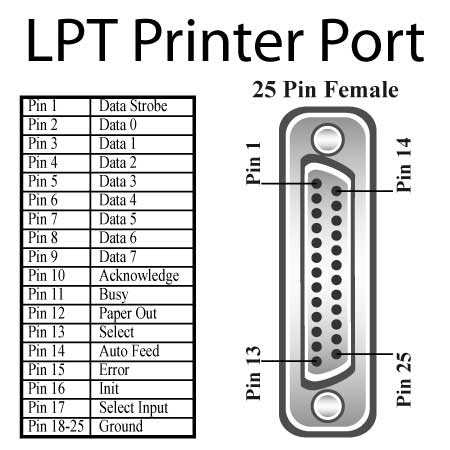 LPT Printer Port
25 Pin Female
Pin 1 Data Strobe
Pin 2 Data 0
Pin 3 Data 1
Pin 4 Data 2
Pin 5 Data 3
Pin 6 Data 4
Pin 7 Data 5
Pin 8 Data 6
Pin 9 Data 7
Pin 10 Acknowledge
Pin 11 Busy
Pin 12 Paper Out
Pin 13 Select
Pin 14 Auto Feed
Pin 15 Error
Pin 16 Init
Pin 17 Select Input
Pin 18-25 Ground
Pin 1
Pin 14
Pin 13
Pin 25